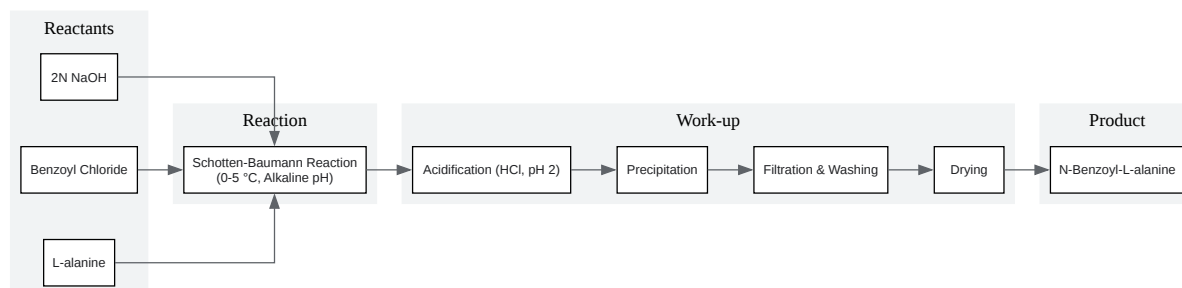 Reactants
2N NaOH
Benzoyl Chloride
L-alanine
Reaction
Schotten-Baumann Reaction
(0-5 °C, Alkaline pH)
Work-up
Acidification (HCl, pH 2)
Precipitation
Filtration & Washing
Drying
Product
N-Benzoyl-L-alanine